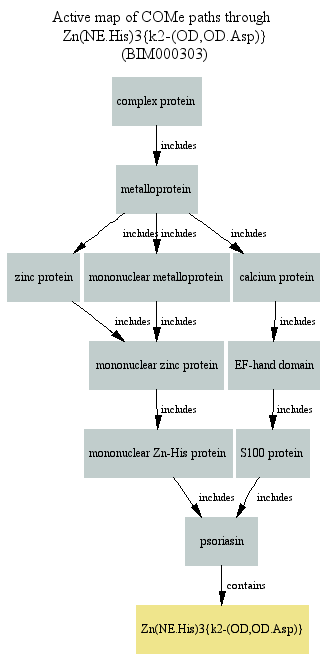 Active map of COMe paths through
Zn(NE.His)3{k2-(OD,OD.Asp)}
(BIM000303)
complex protein
includes
metalloprotein
includes includes includes
zinc protein mononuclear metalloprotein calcium protein
includes includes includes
mononuclear zinc protein EF-hand domain
includes includes
mononuclear Zn-His protein S100 protein
includes includes
psoriasin
contains
Zn(NE.His)3{k2-(OD,OD.Asp)}